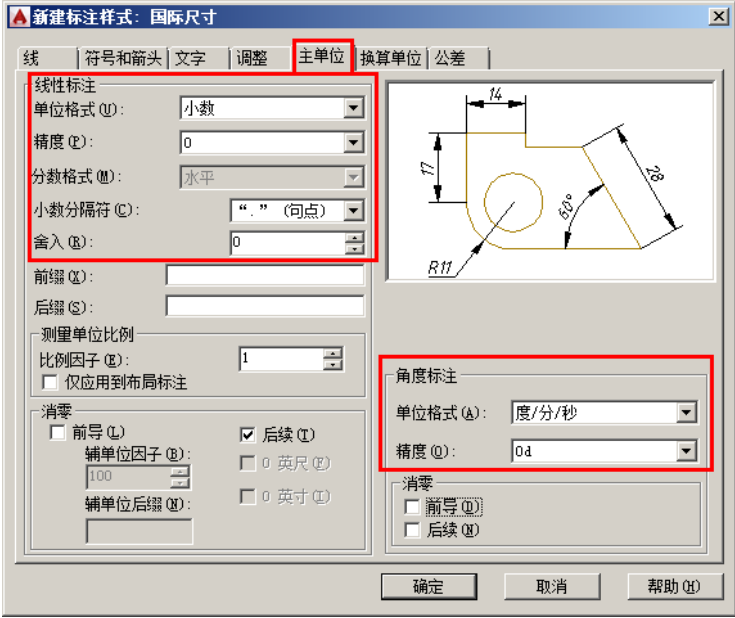 新建标注样式: 国际尺寸
线 符号和箭头 文字 调整 主单位 换算单位 公差
线性标注
单位格式(U): 小数
精度(P): 0
分数格式(M): 水平
小数分隔符(C): “.” (句点)
舍入(R): 0
前缀(X):
后缀(S):
测量单位比例
比例因子(E): 1
仅应用到布局标注
消零
前导(L) 后续(T)
辅单位因子(B): 0 英尺(F)
100
辅单位后缀(N): 0 英寸(I)
14
17
28
60°
R11
角度标注
单位格式(A): 度/分/秒
精度(O): 0d
消零
前导(D)
后续(N)
确定 取消 帮助(H)